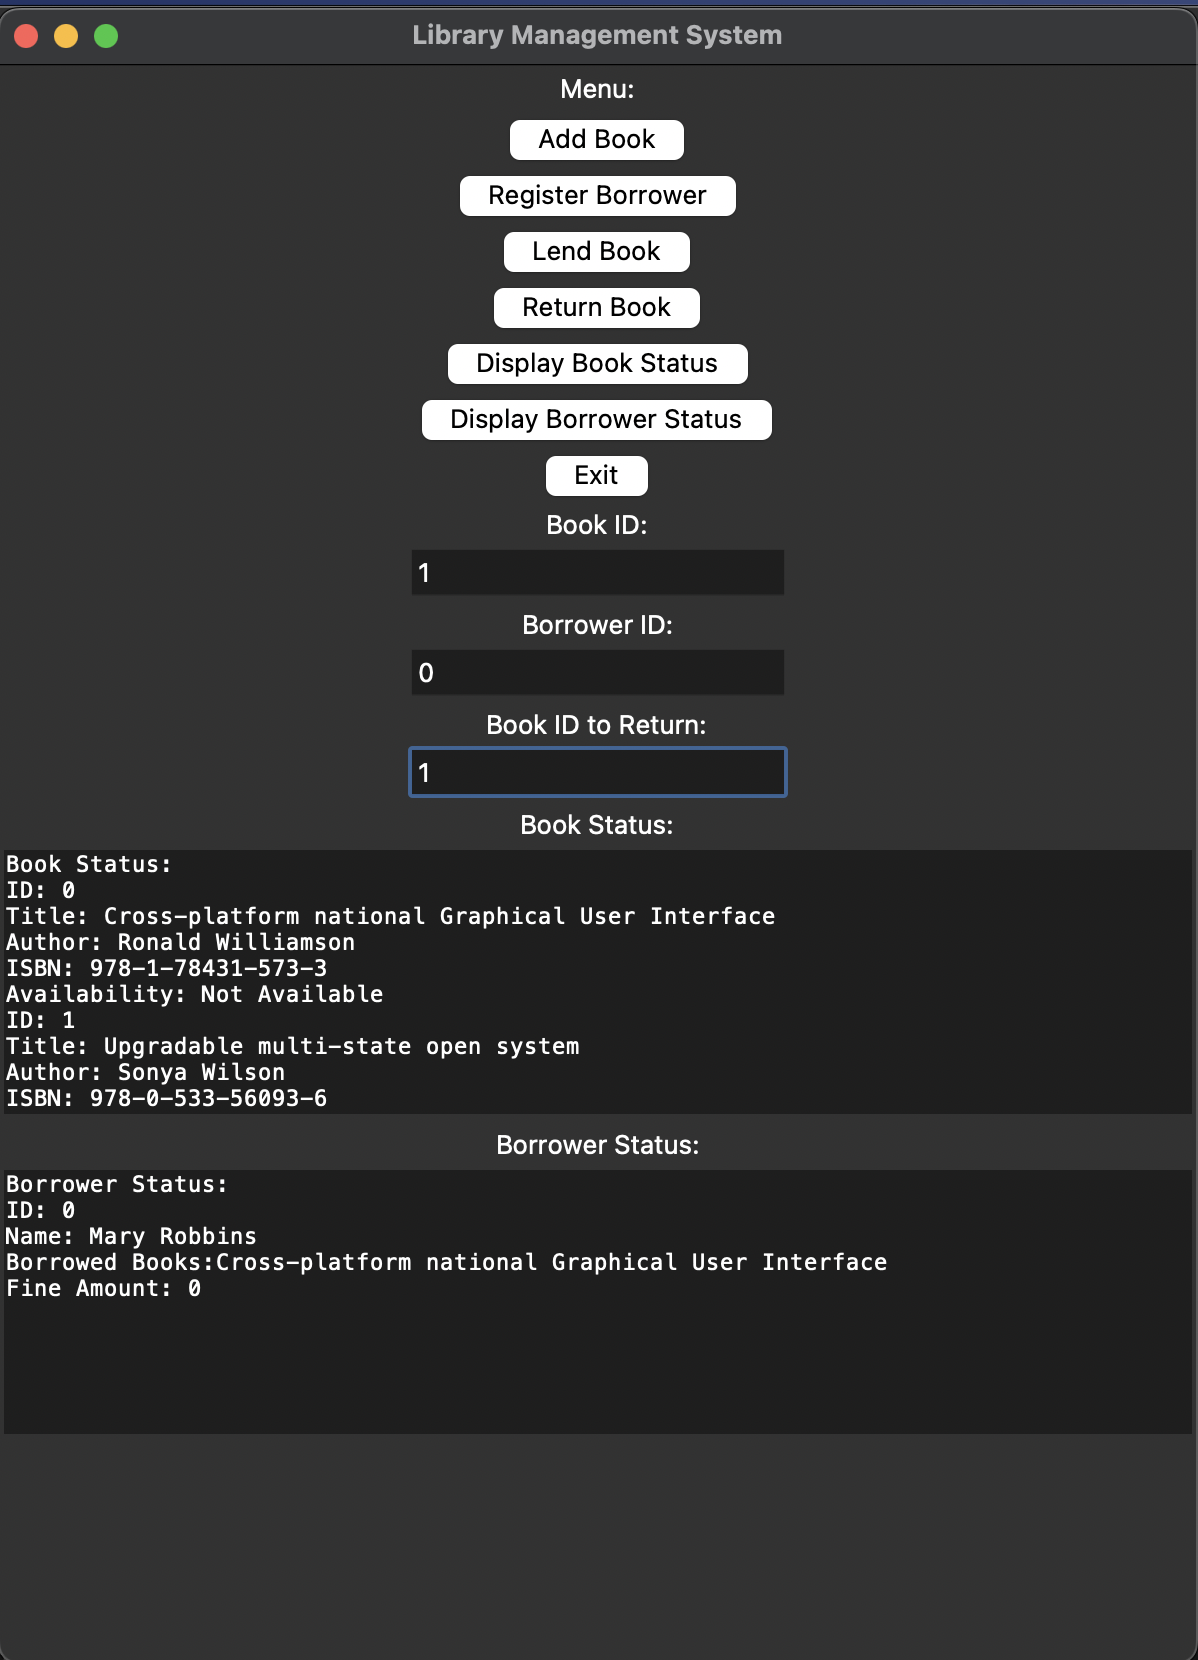 Library Management System
Menu:
Add Book
Register Borrower
Lend Book
Return Book
Display Book Status
Display Borrower Status
Exit
Book ID:
1
Borrower ID:
0
Book ID to Return:
1
Book Status:
Book Status:
ID: 0
Title: Cross-platform national Graphical User Interface
Author: Ronald Williamson
ISBN: 978-1-78431-573-3
Availability: Not Available
ID: 1
Title: Upgradable multi-state open system
Author: Sonya Wilson
ISBN: 978-0-533-56093-6
Borrower Status:
Borrower Status:
ID: 0
Name: Mary Robbins
Borrowed Books:Cross-platform national Graphical User Interface
Fine Amount: 0